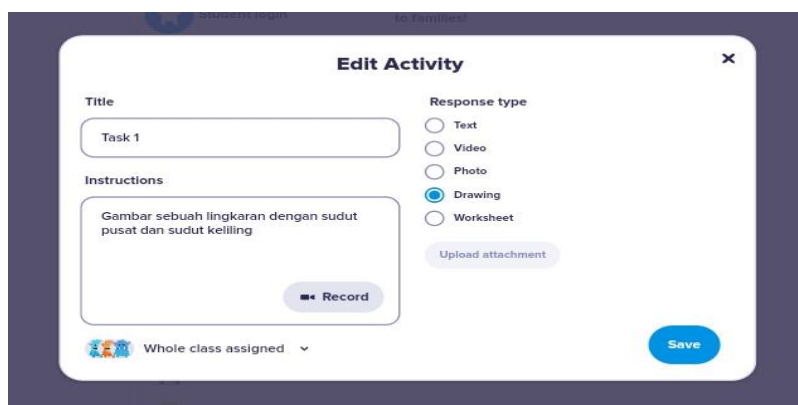 Student login
to families!
Edit Activity
Title
Task 1
Instructions
Gambar sebuah lingkaran dengan sudut
pusat dan sudut keliling
Record
Whole class assigned
Response type
Text
Video
Photo
Drawing
Worksheet
Upload attachment
Save